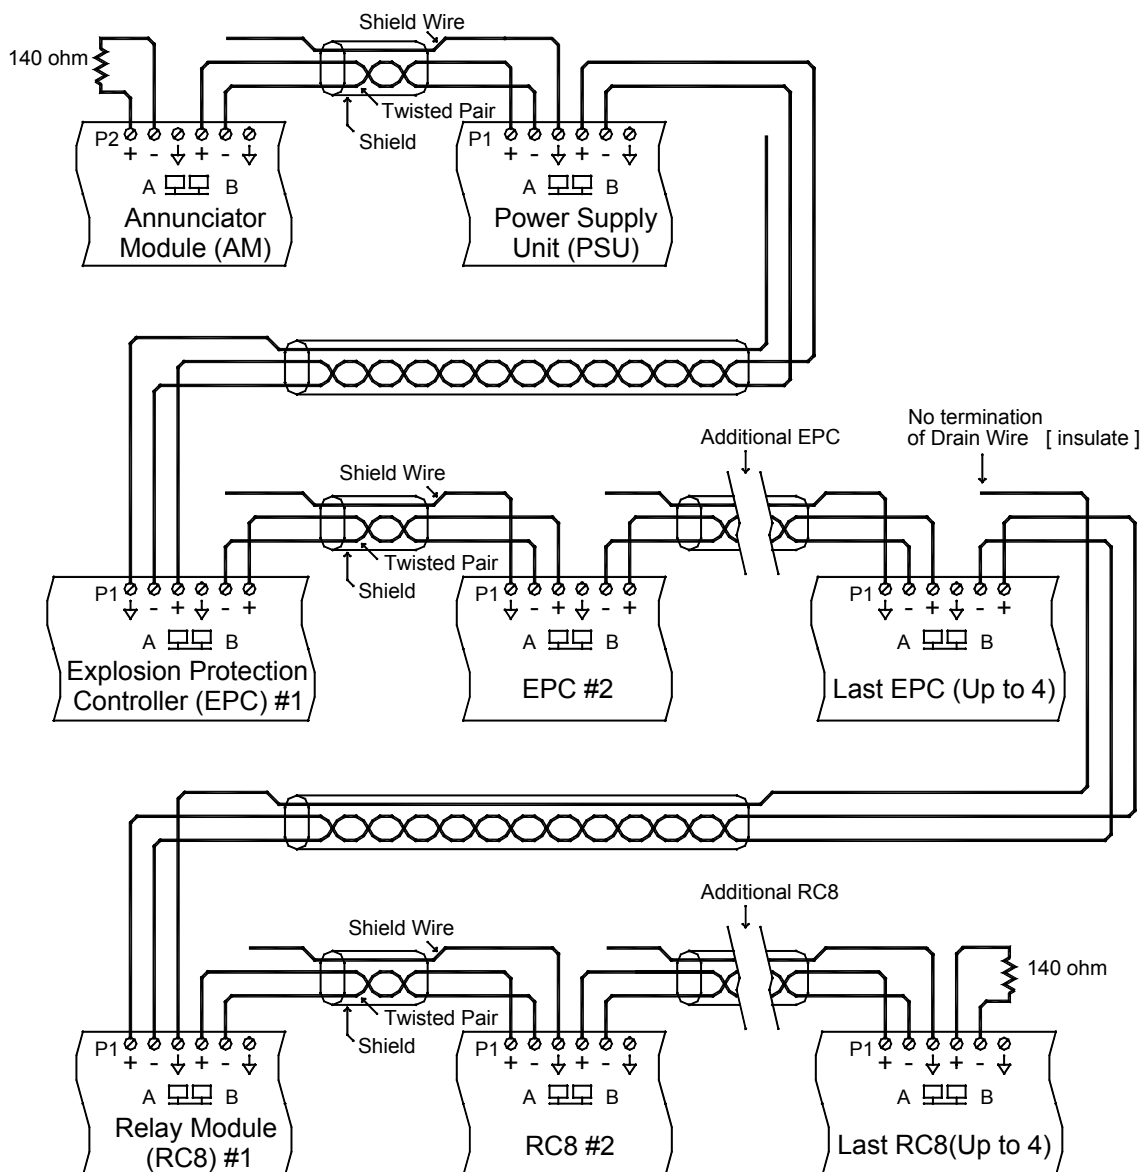 Shield Wire
140 ohm
Twisted Pair
Shield
P2
+ - + -
A B
Annunciator
Module (AM)
P1
+ - + -
A B
Power Supply
Unit (PSU)
No termination
of Drain Wire [ insulate ]
Additional EPC
Shield Wire
Twisted Pair
Shield
P1
- + - +
A B
Explosion Protection
Controller (EPC) #1
P1
- + - +
A B
EPC #2
P1
- + - +
A B
Last EPC (Up to 4)
Additional RC8
Shield Wire
140 ohm
Twisted Pair
Shield
P1
+ - + -
A B
Relay Module
(RC8) #1
P1
+ - + -
A B
RC8 #2
P1
+ - + -
A B
Last RC8(Up to 4)